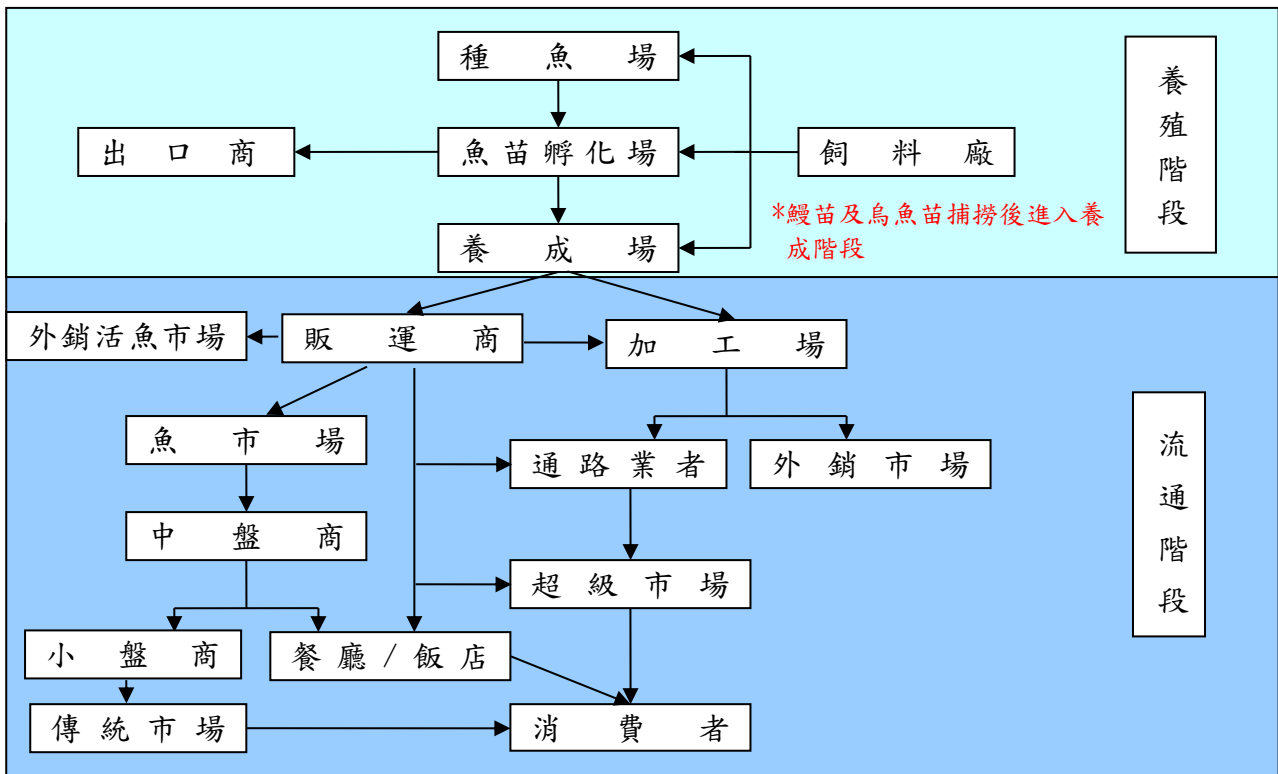 種魚場
出口商
魚苗孵化場
飼料廠
*鰻苗及烏魚苗捕撈後進入養
成階段
養成場
養殖階段
外銷活魚市場
販運商
加工場
魚市場
通路業者
外銷市場
中盤商
超級市場
小盤商
餐廳/飯店
傳統市場
消費者
流通階段